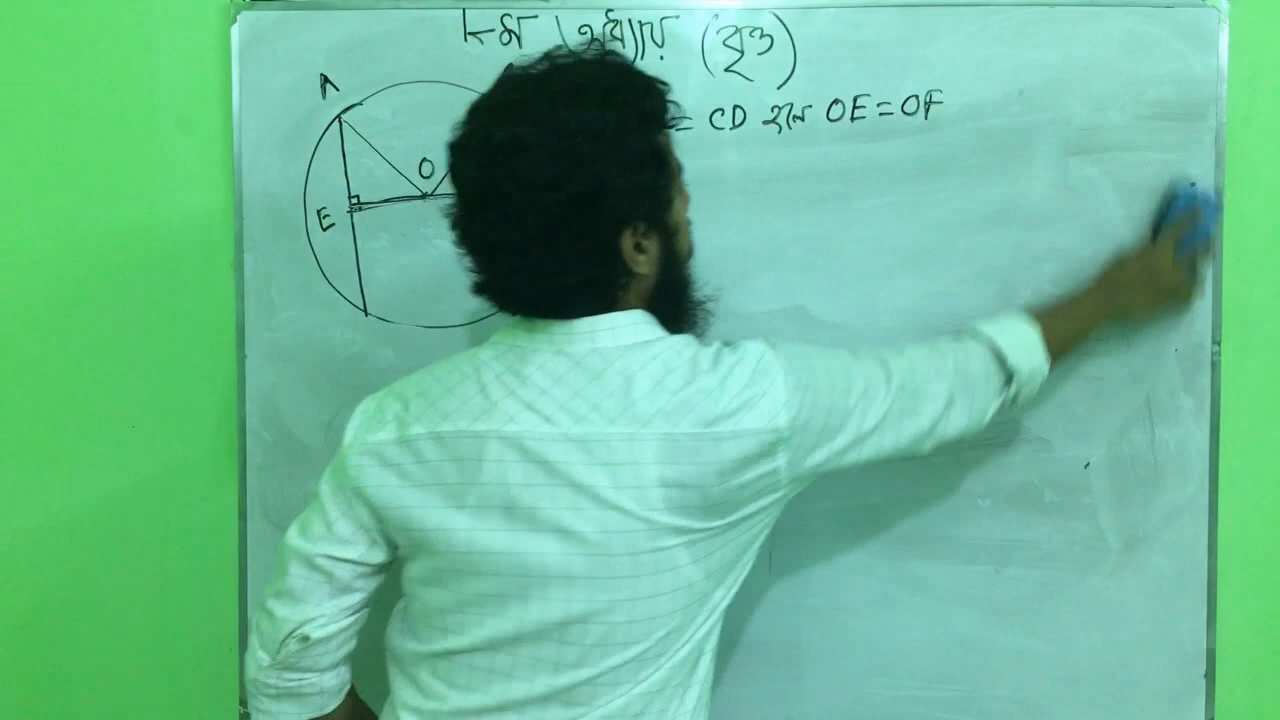 ৮ম অধ্যায় (বৃত্ত)
= CD হলে OE = OF
A
O
E